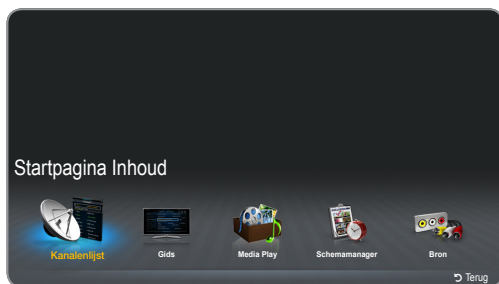 Startpagina Inhoud
Kanalenlijst Gids Media Play Schemamanager Bron
Terug